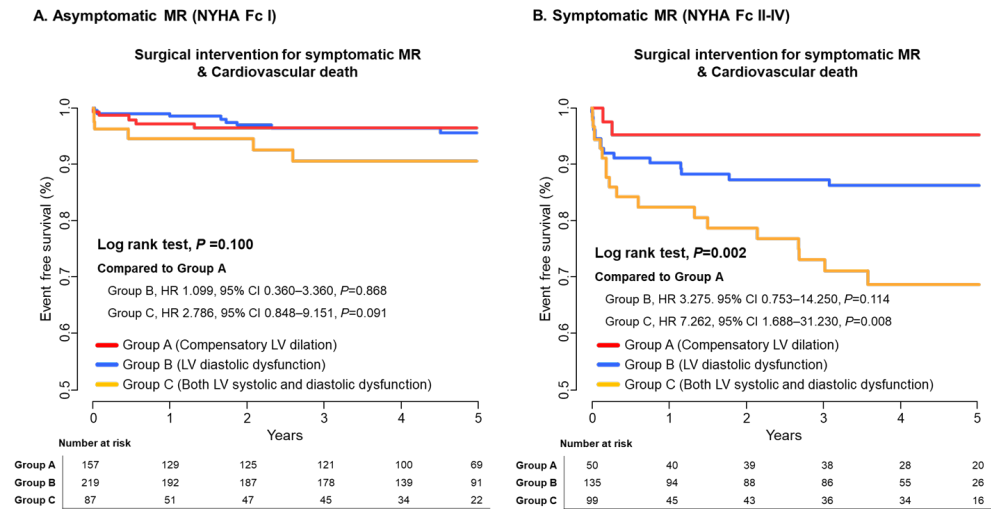 A. Asymptomatic MR (NYHA Fc I)
Surgical intervention for symptomatic MR
& Cardiovascular death
Event free survival (%)
1.0
0.9
0.8
0.7
0.6
0.5
Log rank test, P =0.100
Compared to Group A
Group B, HR 1.099, 95% CI 0.360–3.360, P=0.868
Group C, HR 2.786, 95% CI 0.848–9.151, P=0.091
Group A (Compensatory LV dilation)
Group B (LV diastolic dysfunction)
Group C (Both LV systolic and diastolic dysfunction)
0 1 2 3 4 5
Years
Number at risk
Group A 157 129 125 121 100 69
Group B 219 192 187 178 139 91
Group C 87 51 47 45 34 22
B. Symptomatic MR (NYHA Fc II-IV)
Surgical intervention for symptomatic MR
& Cardiovascular death
Event free survival (%)
1.0
0.9
0.8
0.7
0.6
0.5
Log rank test, P=0.002
Compared to Group A
Group B, HR 3.275. 95% CI 0.753–14.250, P=0.114
Group C, HR 7.262, 95% CI 1.688–31.230, P=0.008
Group A (Compensatory LV dilation)
Group B (LV diastolic dysfunction)
Group C (Both LV systolic and diastolic dysfunction)
0 1 2 3 4 5
Years
Number at risk
Group A 50 40 39 38 28 20
Group B 135 94 88 86 55 26
Group C 99 45 43 36 34 16